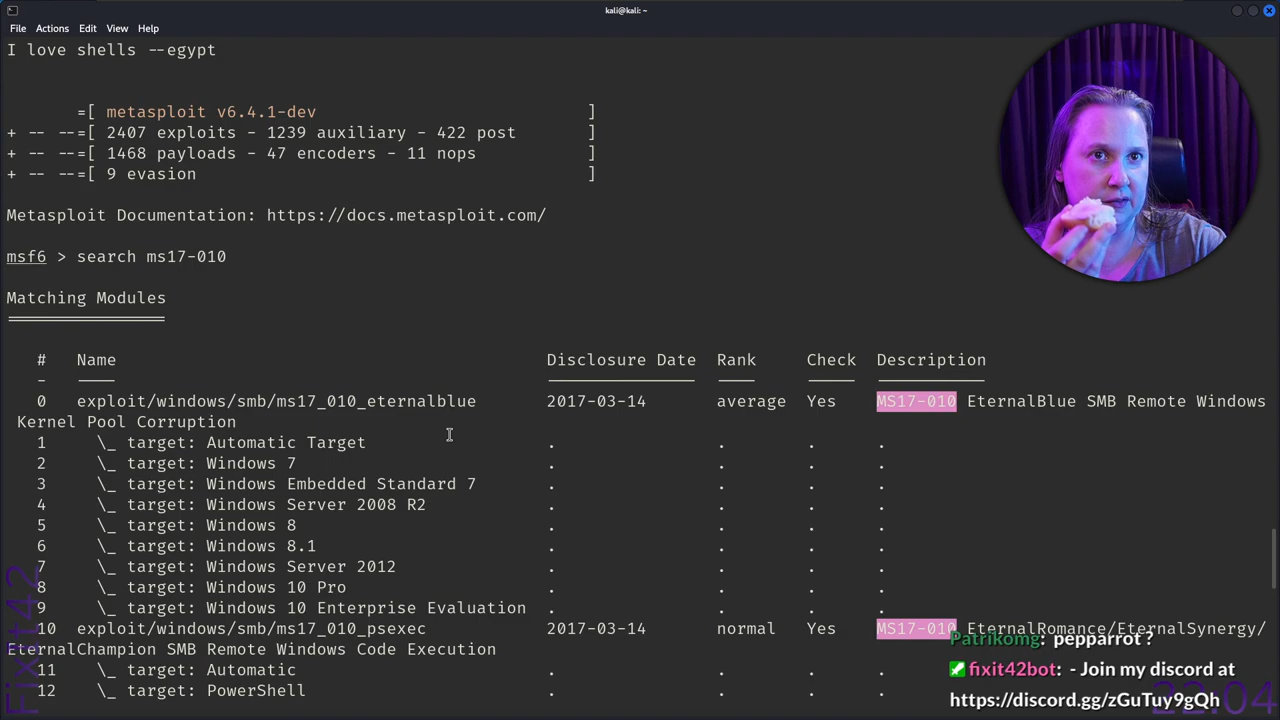 kali@kali: ~
File Actions Edit View Help
I love shells --egypt
=[ metasploit v6.4.1-dev ]
+ -- --=[ 2407 exploits - 1239 auxiliary - 422 post ]
+ -- --=[ 1468 payloads - 47 encoders - 11 nops ]
+ -- --=[ 9 evasion ]
Metasploit Documentation: https://docs.metasploit.com/
msf6 > search ms17-010
Matching Modules
================
# Name Disclosure Date Rank Check Description
- ---- --------------- ---- ----- -----------
0 exploit/windows/smb/ms17_010_eternalblue 2017-03-14 average Yes MS17-010 EternalBlue SMB Remote Windows
Kernel Pool Corruption
1 \_ target: Automatic Target . . . .
2 \_ target: Windows 7 . . . .
3 \_ target: Windows Embedded Standard 7 . . . .
4 \_ target: Windows Server 2008 R2 . . . .
5 \_ target: Windows 8 . . . .
6 \_ target: Windows 8.1 . . . .
7 \_ target: Windows Server 2012 . . . .
8 \_ target: Windows 10 Pro . . . .
9 \_ target: Windows 10 Enterprise Evaluation . . . .
10 exploit/windows/smb/ms17_010_psexec 2017-03-14 normal Yes MS17-010 EternalRomance/EternalSynergy/
EternalChampion SMB Remote Windows Code Execution
11 \_ target: Automatic . . . .
12 \_ target: PowerShell . . . .
Patrikomg: pepparrot ?
fixit42bot: - Join my discord at
https://discord.gg/zGuTuy9gQh
Fixit42
22:04